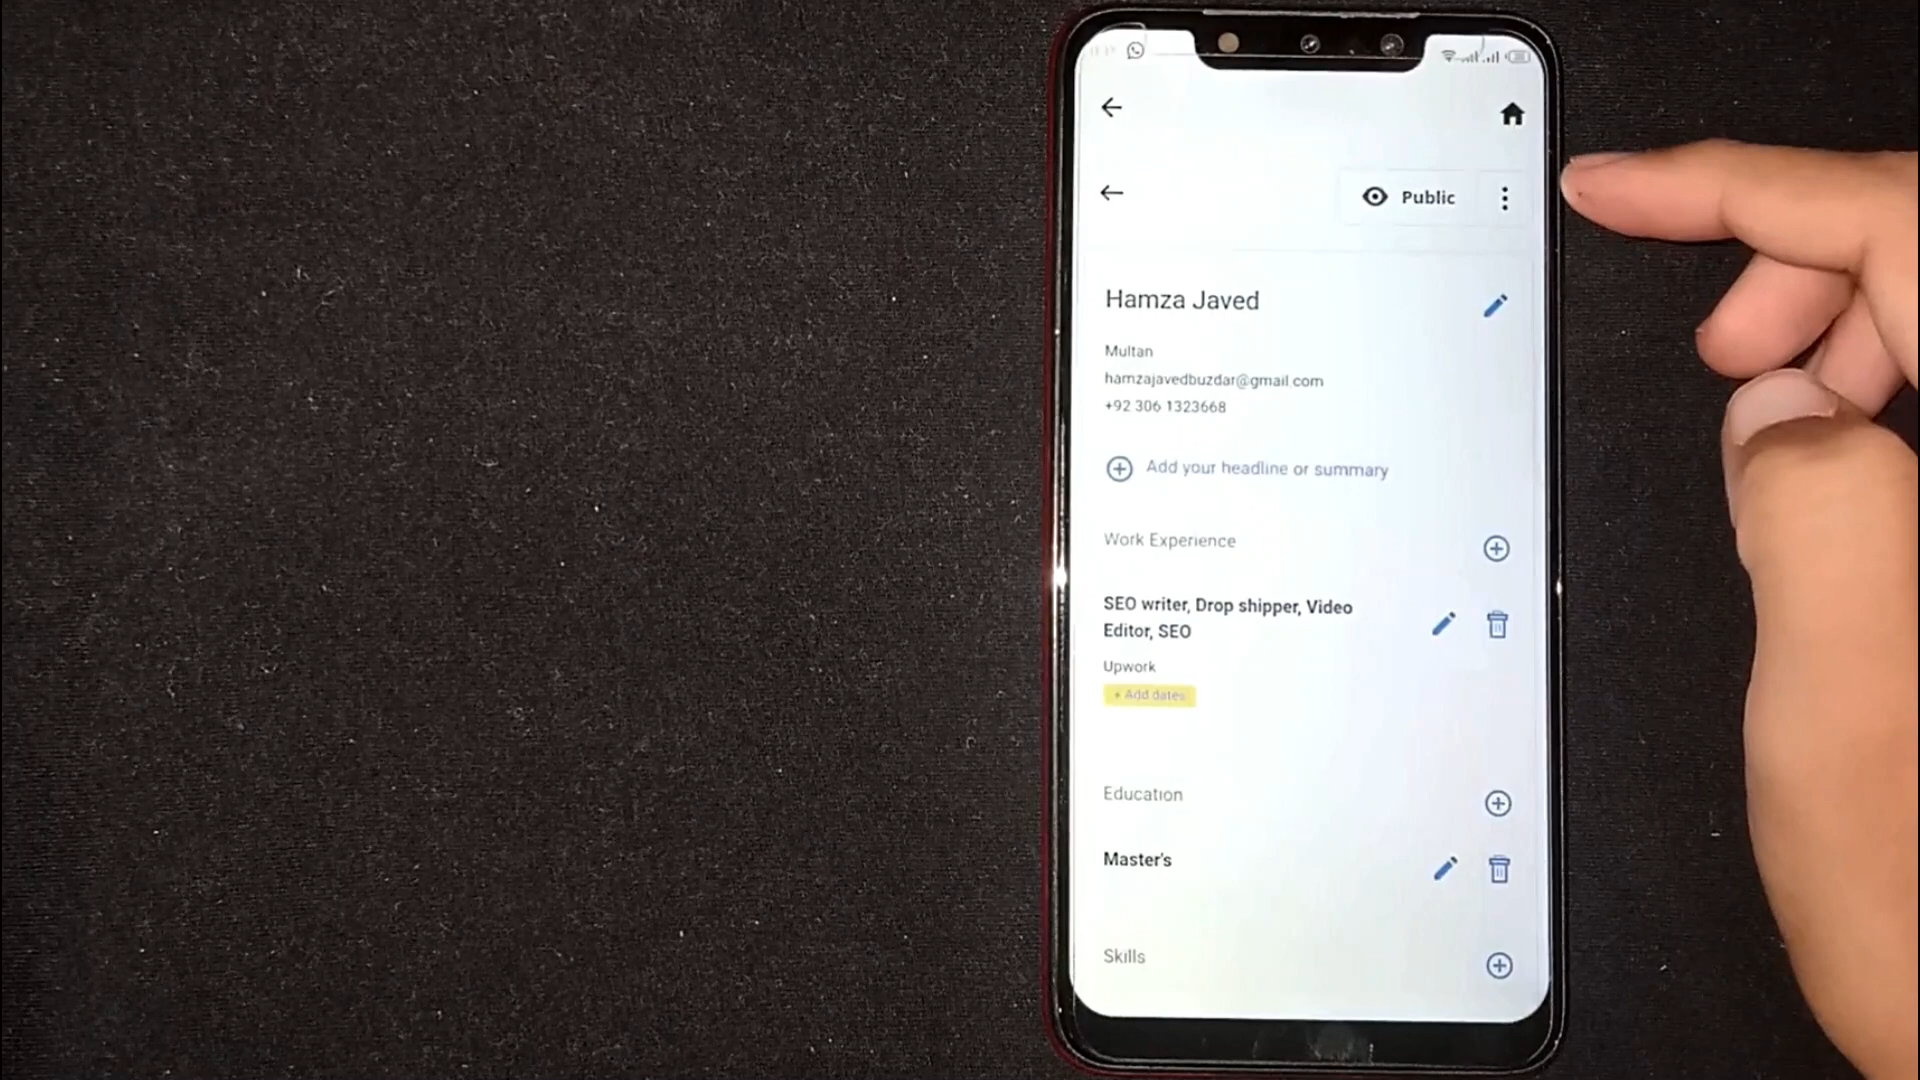 Public
Hamza Javed
Multan
hamzajavedbuzdar@gmail.com
+92 306 1323668
Add your headline or summary
Work Experience
SEO writer, Drop shipper, Video
Editor, SEO
Upwork
+ Add dates
Education
Master's
Skills